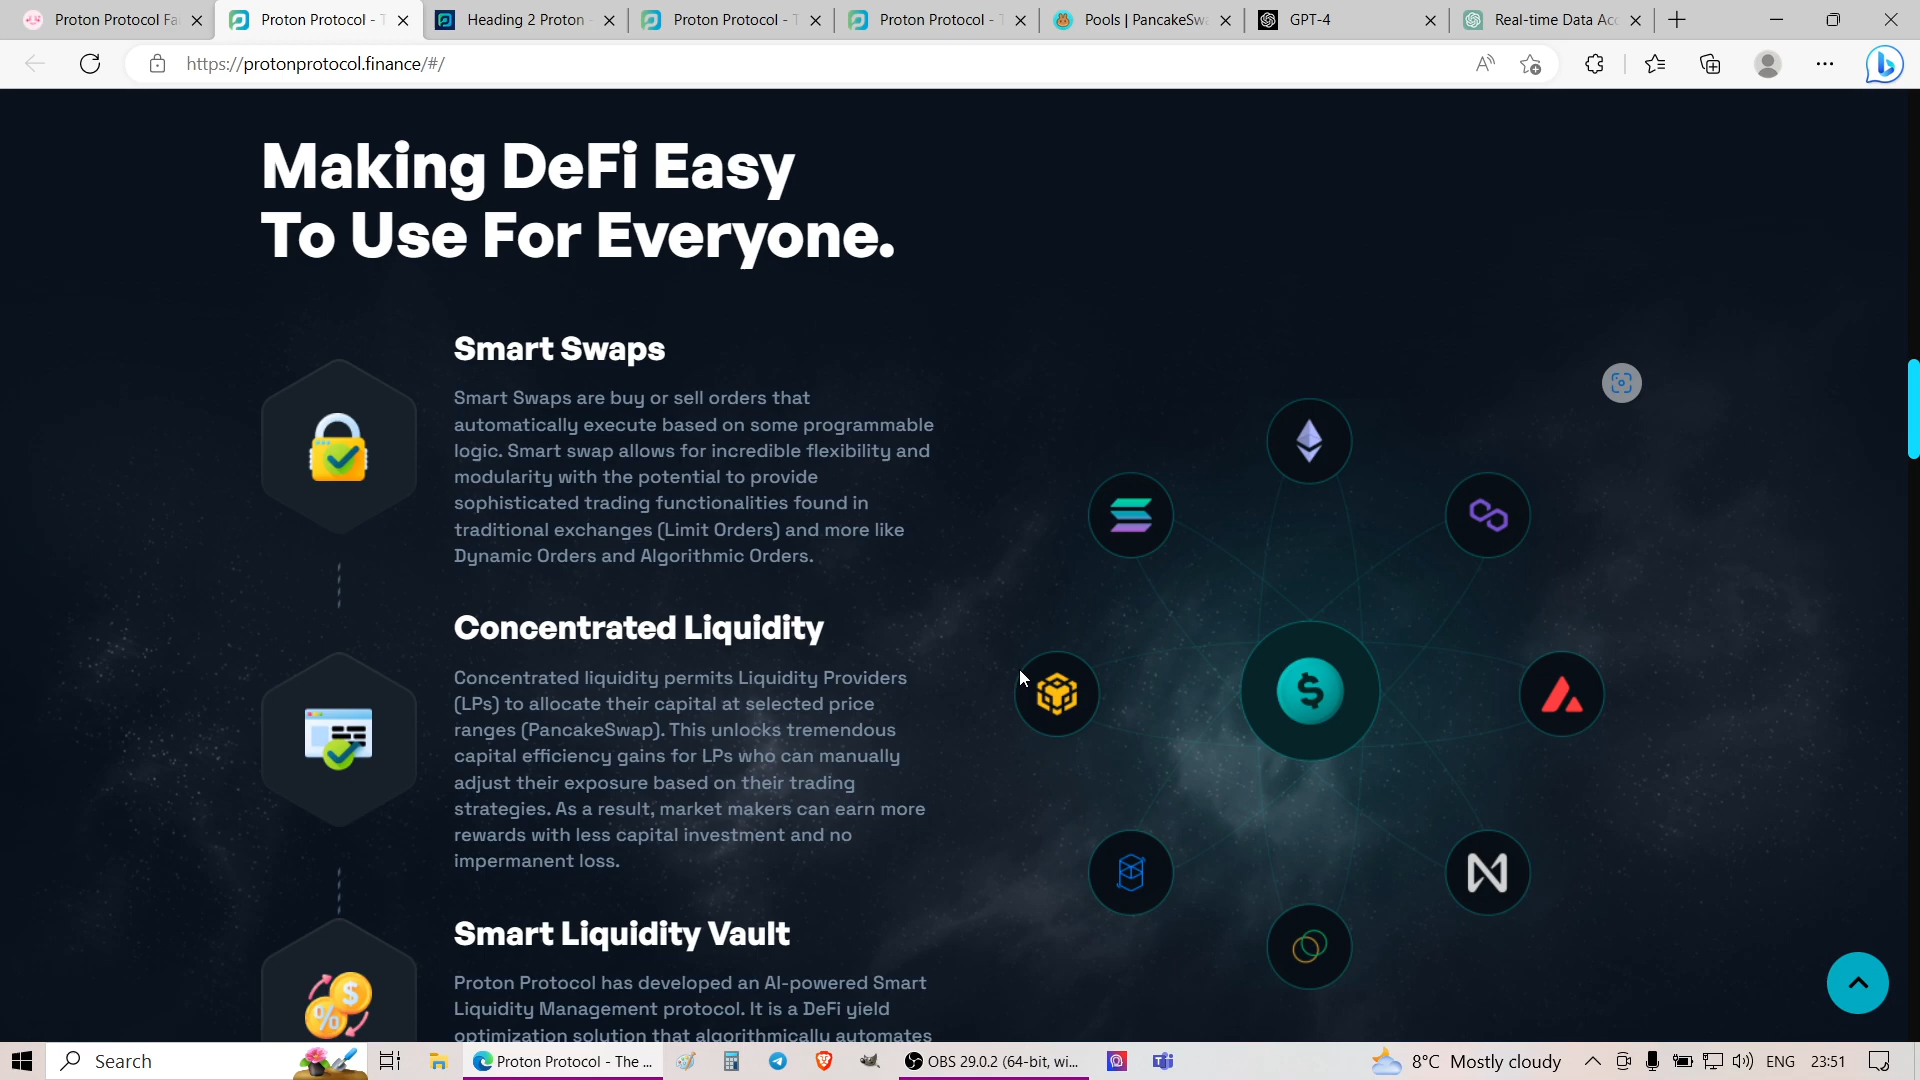 Proton Protocol Fa
Proton Protocol - T
Heading 2 Proton
Proton Protocol - T
Proton Protocol - T
Pools | PancakeSwa
GPT-4
Real-time Data Acc
https://protonprotocol.finance/#/
Making DeFi Easy
To Use For Everyone.
Smart Swaps
Smart Swaps are buy or sell orders that
automatically execute based on some programmable
logic. Smart swap allows for incredible flexibility and
modularity with the potential to provide
sophisticated trading functionalities found in
traditional exchanges (Limit Orders) and more like
Dynamic Orders and Algorithmic Orders.
Concentrated Liquidity
Concentrated liquidity permits Liquidity Providers
(LPs) to allocate their capital at selected price
ranges (PancakeSwap). This unlocks tremendous
capital efficiency gains for LPs who can manually
adjust their exposure based on their trading
strategies. As a result, market makers can earn more
rewards with less capital investment and no
impermanent loss.
Smart Liquidity Vault
Proton Protocol has developed an AI-powered Smart
Liquidity Management protocol. It is a DeFi yield
optimization solution that algorithmically automates
Search
Proton Protocol - The ...
OBS 29.0.2 (64-bit, wi...
8°C Mostly cloudy
ENG
23:51